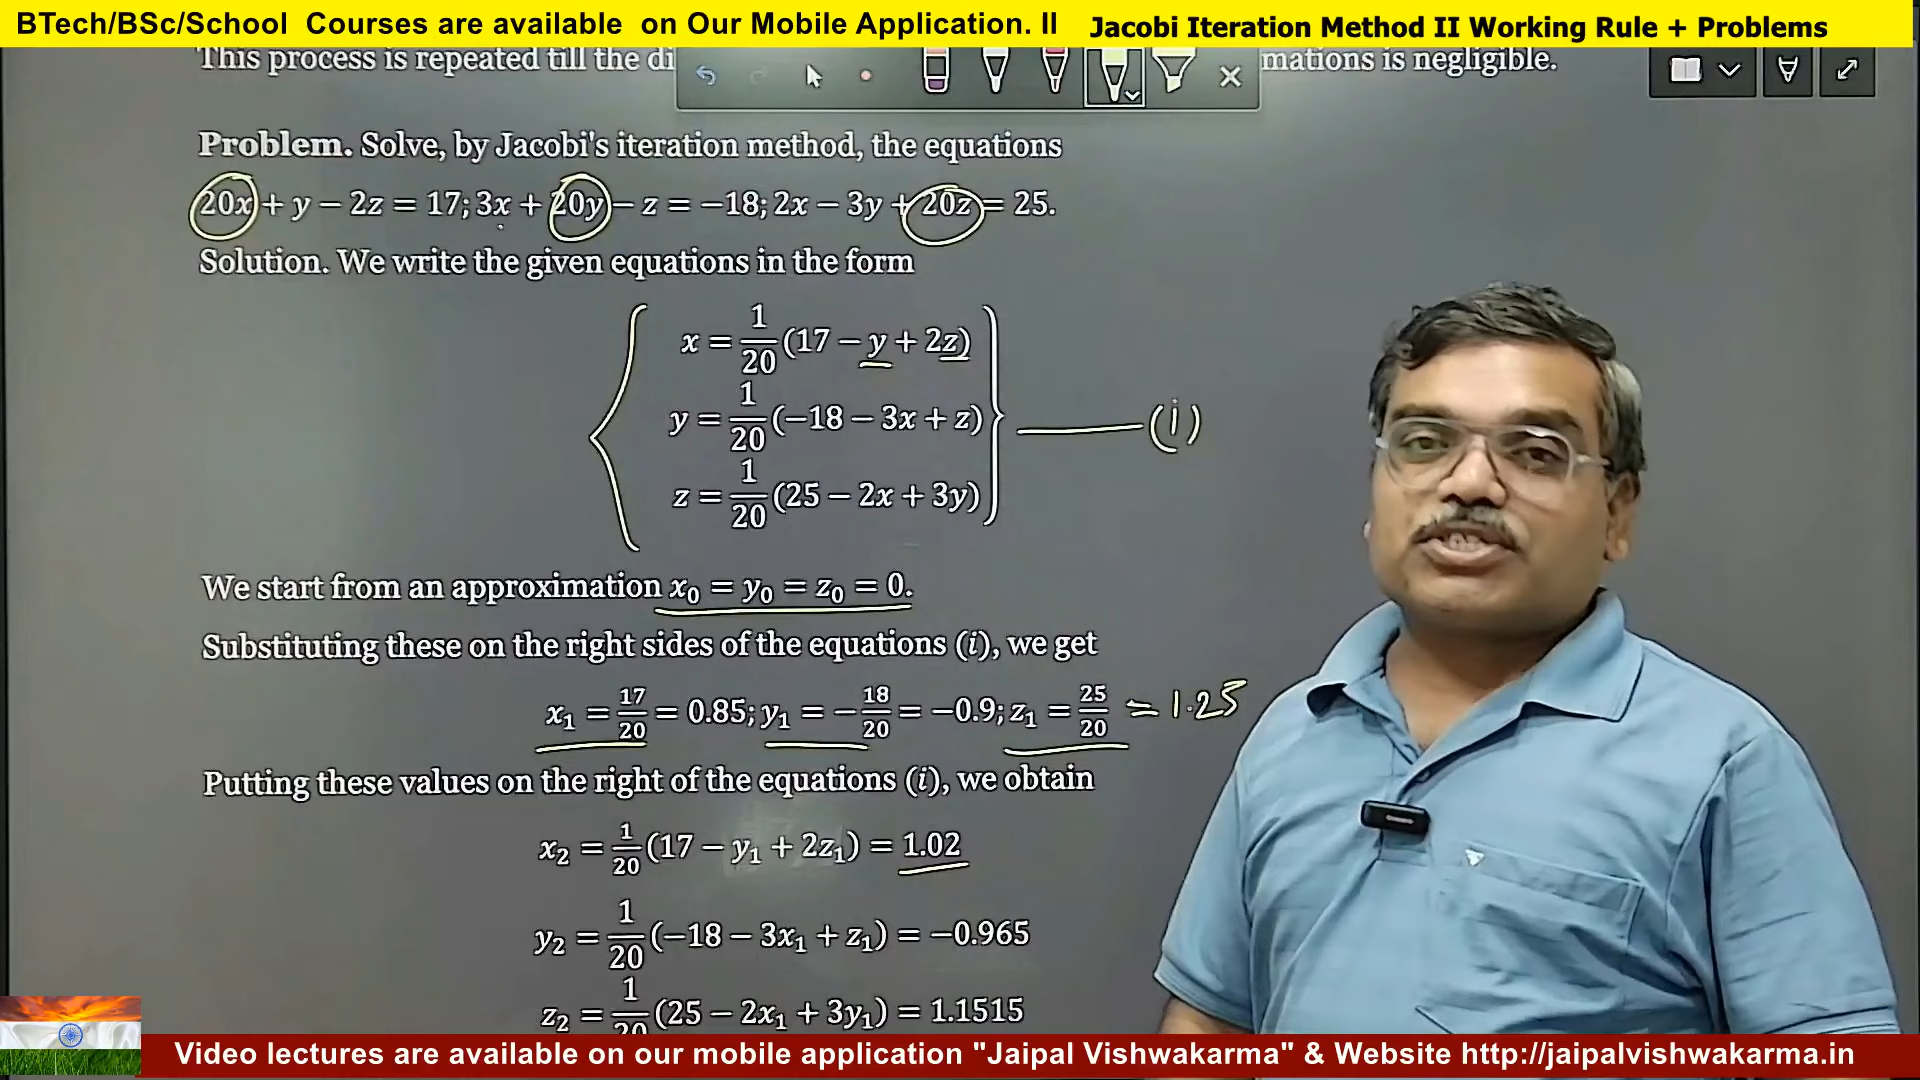 BTech/BSc/School Courses are available on Our Mobile Application. II Jacobi Iteration Method II Working Rule + Problems
This process is repeated till the di mations is negligible.
Problem. Solve, by Jacobi's iteration method, the equations
20x + y − 2z = 17; 3x + 20y − z = −18; 2x − 3y + 20z = 25.
Solution. We write the given equations in the form
x = 1/20 (17 − y + 2z)
y = 1/20 (−18 − 3x + z) (i)
z = 1/20 (25 − 2x + 3y)
We start from an approximation x₀ = y₀ = z₀ = 0.
Substituting these on the right sides of the equations (i), we get
x₁ = 17/20 = 0.85; y₁ = −18/20 = −0.9; z₁ = 25/20 = 1.25
Putting these values on the right of the equations (i), we obtain
x₂ = 1/20 (17 − y₁ + 2z₁) = 1.02
y₂ = 1/20 (−18 − 3x₁ + z₁) = −0.965
z₂ = 1/20 (25 − 2x₁ + 3y₁) = 1.1515
Video lectures are available on our mobile application "Jaipal Vishwakarma" & Website http://jaipalvishwakarma.in